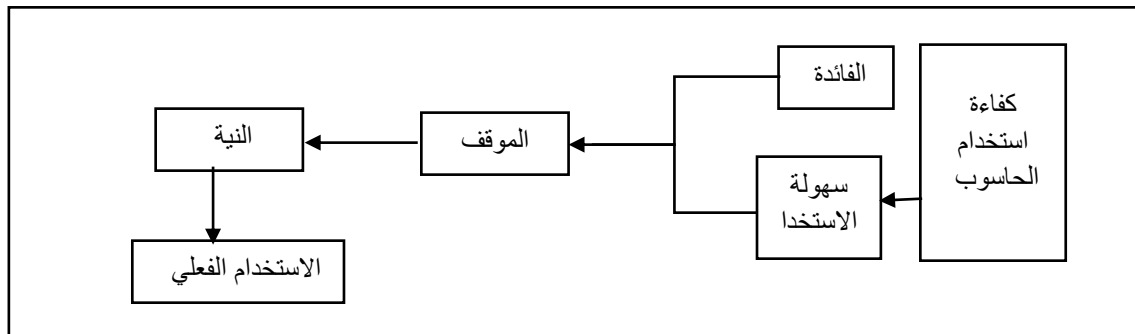 الفائدة
كفاءة
استخدام
الحاسوب
سهولة
الاستخدا
الموقف
النية
الاستخدام الفعلي